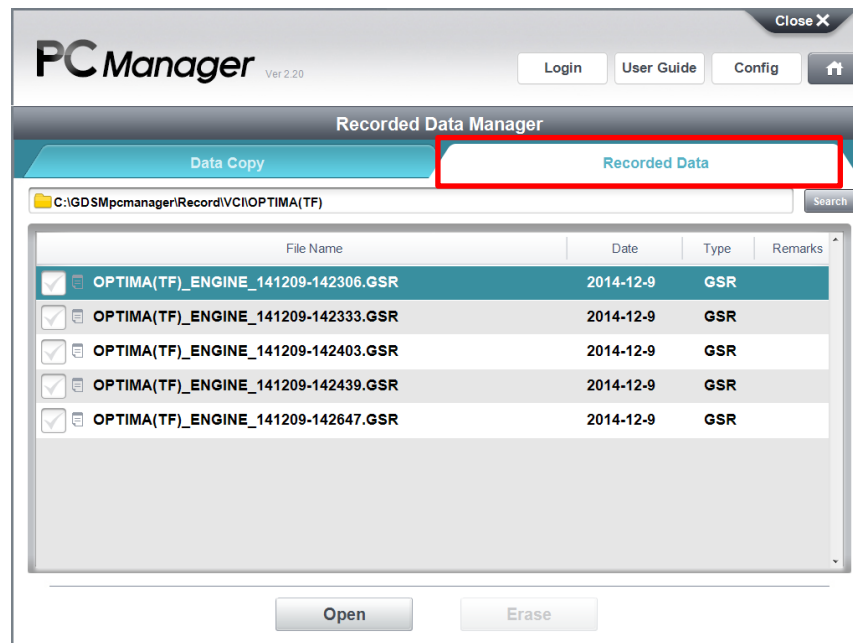 Close X
PC Manager Ver 2.20
Login User Guide Config
Recorded Data Manager
Data Copy Recorded Data
C:\GDSMpcmanager\Record\VCI\OPTIMA(TF) Search
File Name Date Type Remarks
OPTIMA(TF)_ENGINE_141209-142306.GSR 2014-12-9 GSR
OPTIMA(TF)_ENGINE_141209-142333.GSR 2014-12-9 GSR
OPTIMA(TF)_ENGINE_141209-142403.GSR 2014-12-9 GSR
OPTIMA(TF)_ENGINE_141209-142439.GSR 2014-12-9 GSR
OPTIMA(TF)_ENGINE_141209-142647.GSR 2014-12-9 GSR
Open Erase